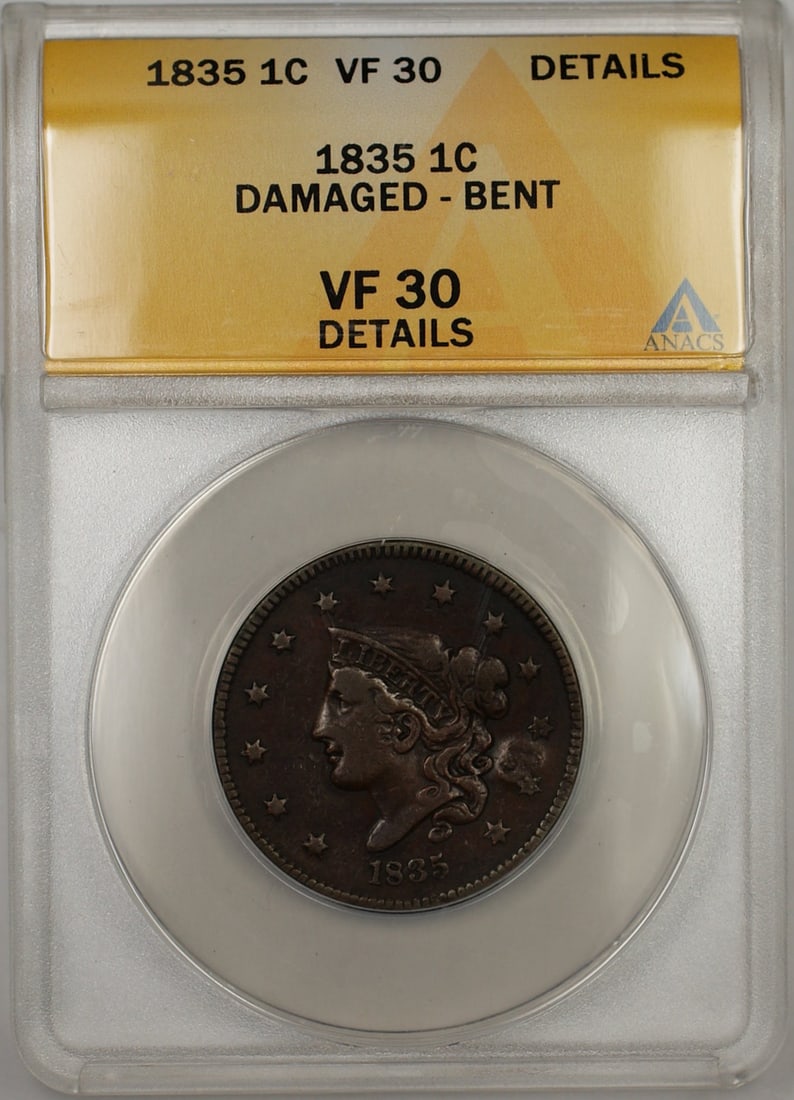 1835 1C VF 30 DETAILS
1835 1C
DAMAGED - BENT
VF 30
DETAILS
ANACS
LIBERTY
1835